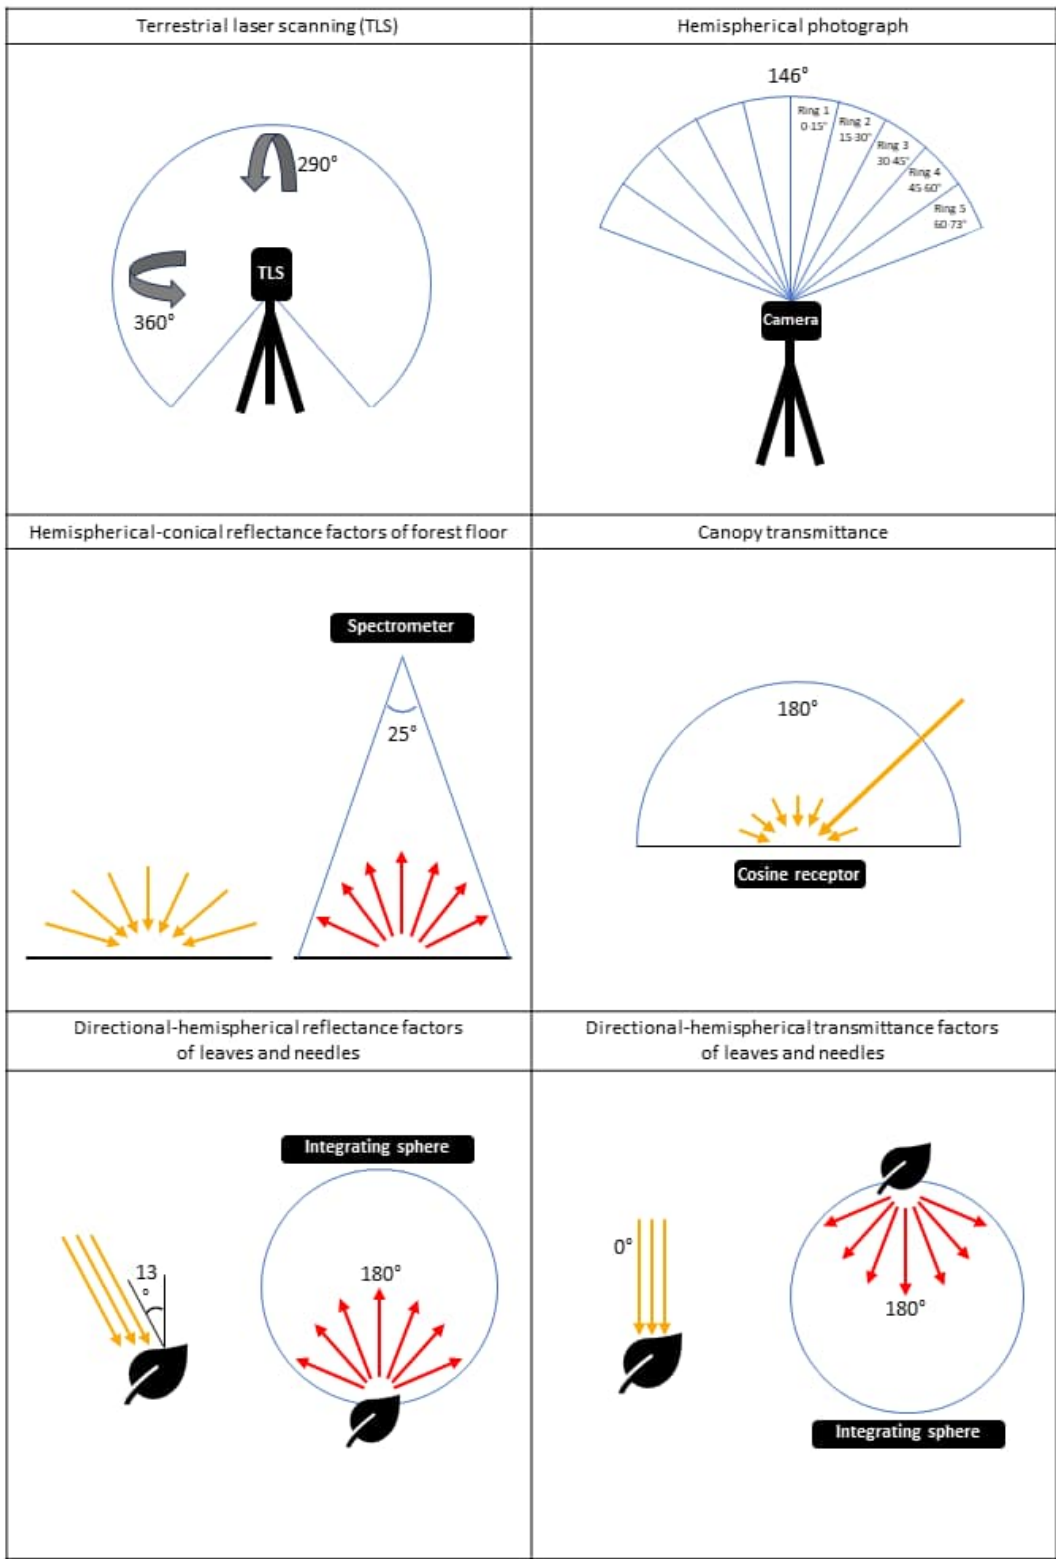 Terrestrial laser scanning (TLS)
290°
TLS
360°
Hemispherical photograph
146°
Ring 1
0-15°
Ring 2
15-30°
Ring 3
30-45°
Ring 4
45-60°
Ring 5
60-73°
Camera
Hemispherical-conical reflectance factors of forest floor
Spectrometer
25°
Canopy transmittance
180°
Cosine receptor
Directional-hemispherical reflectance factors
of leaves and needles
Integrating sphere
13
°
180°
Directional-hemispherical transmittance factors
of leaves and needles
0°
180°
Integrating sphere